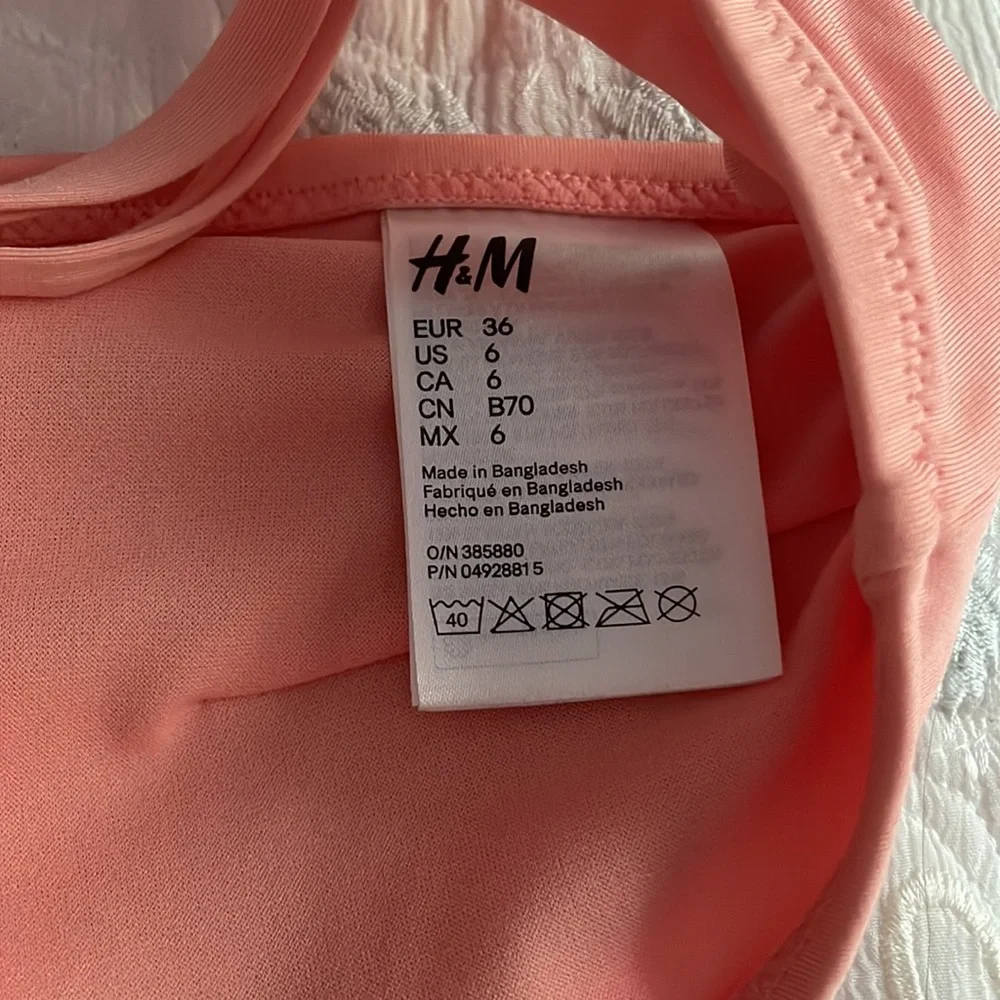 H&M
EUR 36
US 6
CA 6
CN B70
MX 6
Made in Bangladesh
Fabriqué en Bangladesh
Hecho en Bangladesh
O/N 385880
P/N 04928815
40